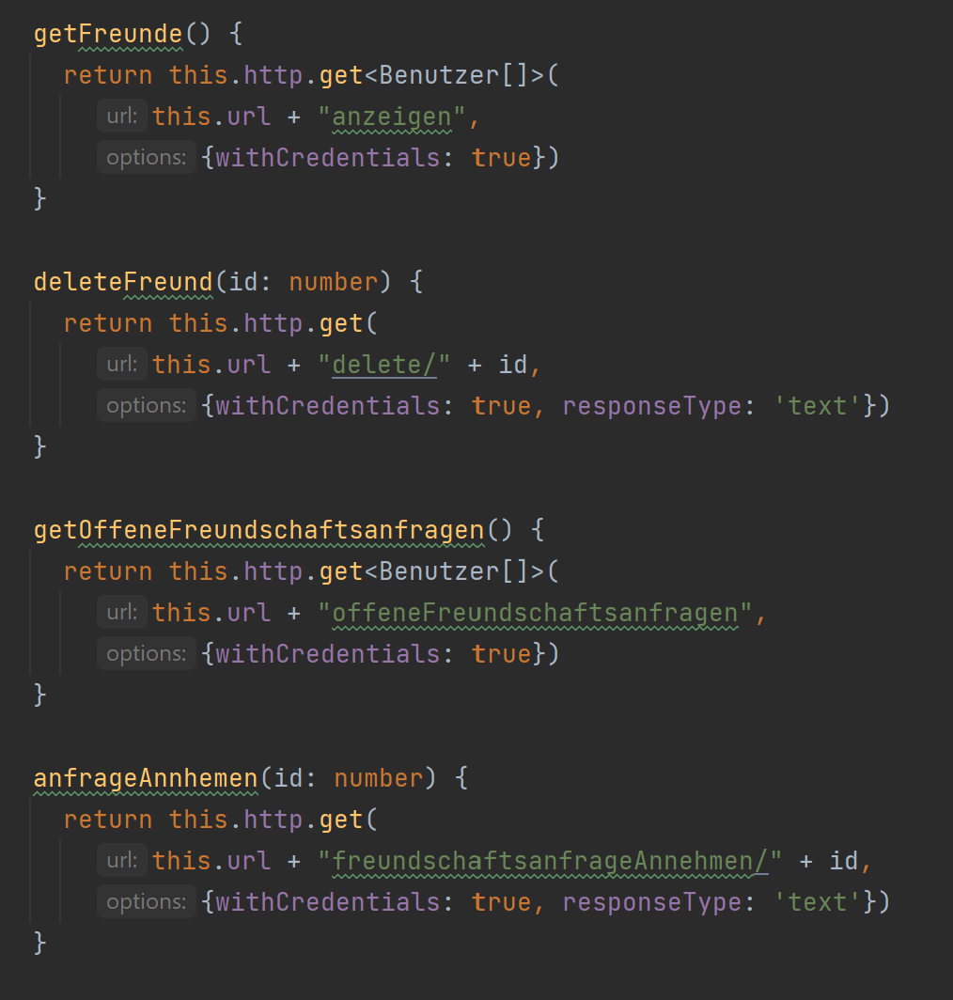 getFreunde() {
return this.http.get<Benutzer[]>(
url: this.url + "anzeigen",
options: {withCredentials: true})
}
deleteFreund(id: number) {
return this.http.get(
url: this.url + "delete/" + id,
options: {withCredentials: true, responseType: 'text'})
}
getOffeneFreundschaftsanfragen() {
return this.http.get<Benutzer[]>(
url: this.url + "offeneFreundschaftsanfragen",
options: {withCredentials: true})
}
anfrageAnnhemen(id: number) {
return this.http.get(
url: this.url + "freundschaftsanfrageAnnehmen/" + id,
options: {withCredentials: true, responseType: 'text'})
}